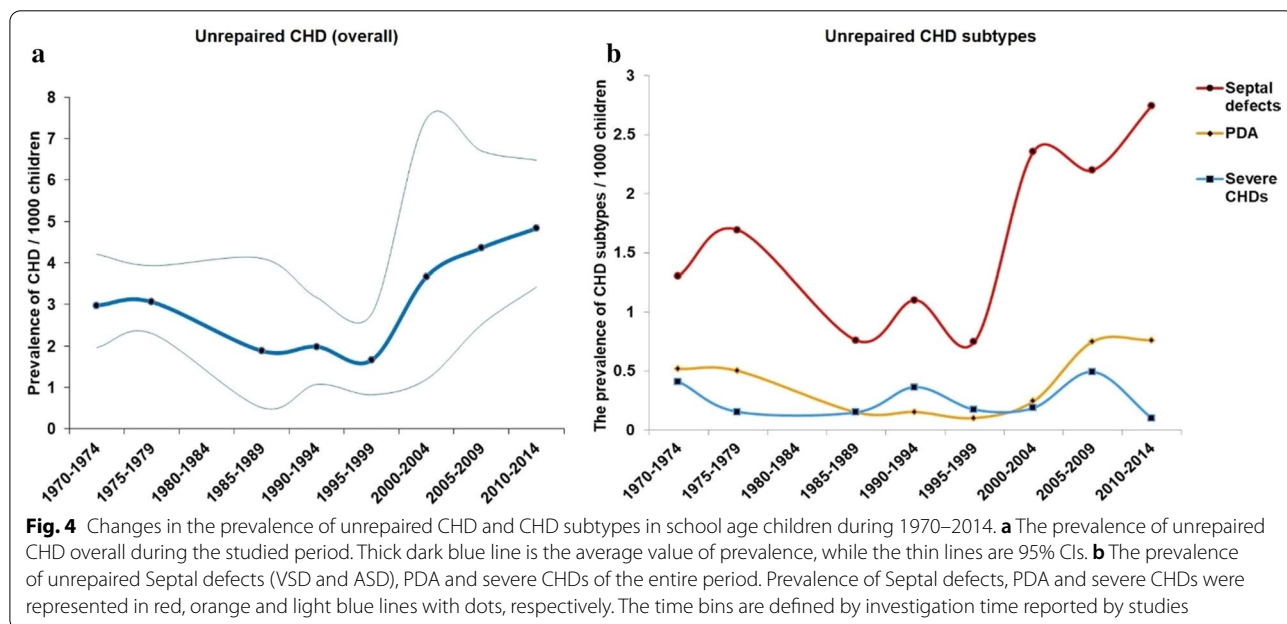 Unrepaired CHD (overall)
a
Prevalence of CHD / 1000 children
8
7
6
5
4
3
2
1
0
1970-1974
1975-1979
1980-1984
1985-1989
1990-1994
1995-1999
2000-2004
2005-2009
2010-2014
Unrepaired CHD subtypes
b
The prevalence of CHD subtypes / 1000 children
3
2.5
2
1.5
1
0.5
0
1970-1974
1975-1979
1980-1984
1985-1989
1990-1994
1995-1999
2000-2004
2005-2009
2010-2014
Septal
defects
PDA
Severe
CHDs
Fig. 4 Changes in the prevalence of unrepaired CHD and CHD subtypes in school age children during 1970–2014. a The prevalence of unrepaired
CHD overall during the studied period. Thick dark blue line is the average value of prevalence, while the thin lines are 95% CIs. b The prevalence
of unrepaired Septal defects (VSD and ASD), PDA and severe CHDs of the entire period. Prevalence of Septal defects, PDA and severe CHDs were
represented in red, orange and light blue lines with dots, respectively. The time bins are defined by investigation time reported by studies